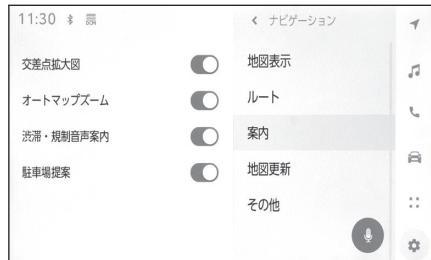 11:30
交差点拡大図
オートマップズーム
渋滞・規制音声案内
駐車場提案
ナビゲーション
地図表示
ルート
案内
地図更新
その他